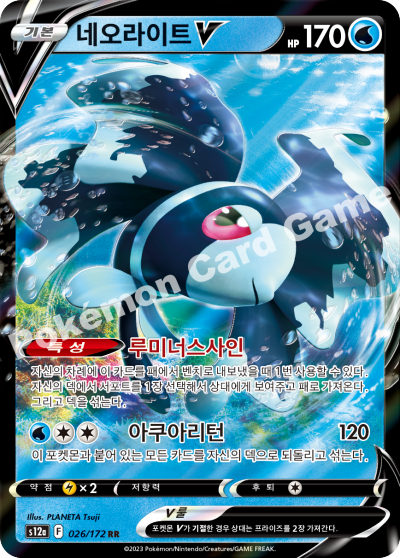 기본 네오라이트 V HP 170
Pokémon Card Game
특성 루미너스사인
자신의 차례에 이 카드를 패에서 벤치로 내보냈을 때 1번 사용할 수 있다.
자신의 덱에서 서포트를 1장 선택해서 상대에게 보여주고 패로 가져온다.
그리고 덱을 섞는다.
아쿠아리턴 120
이 포켓몬과 붙어 있는 모든 카드를 자신의 덱으로 되돌리고 섞는다.
약점 ×2 저항력 후퇴
Illus. PLANETA Tsuji
s12a F 026/172 RR
V 룰
포켓몬 V가 기절한 경우 상대는 프라이즈를 2장 가져간다.
©2023 Pokémon/Nintendo/Creatures/GAME FREAK.